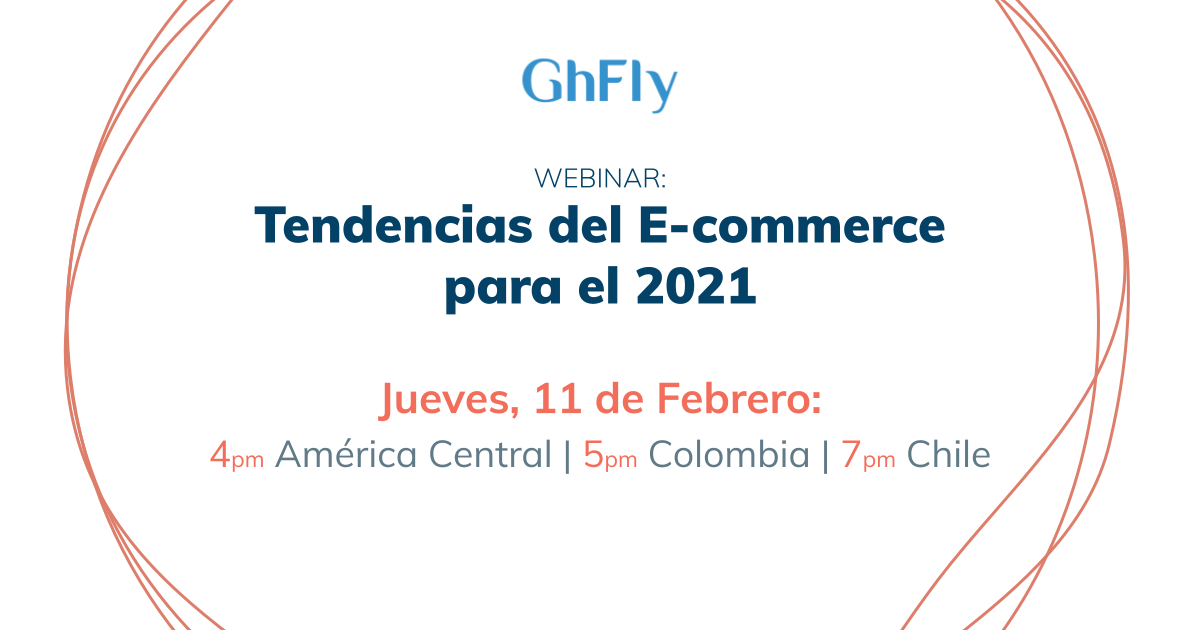 GhFly
WEBINAR:
Tendencias del E-commerce
para el 2021
Jueves, 11 de Febrero:
4pm América Central | 5pm Colombia | 7pm Chile